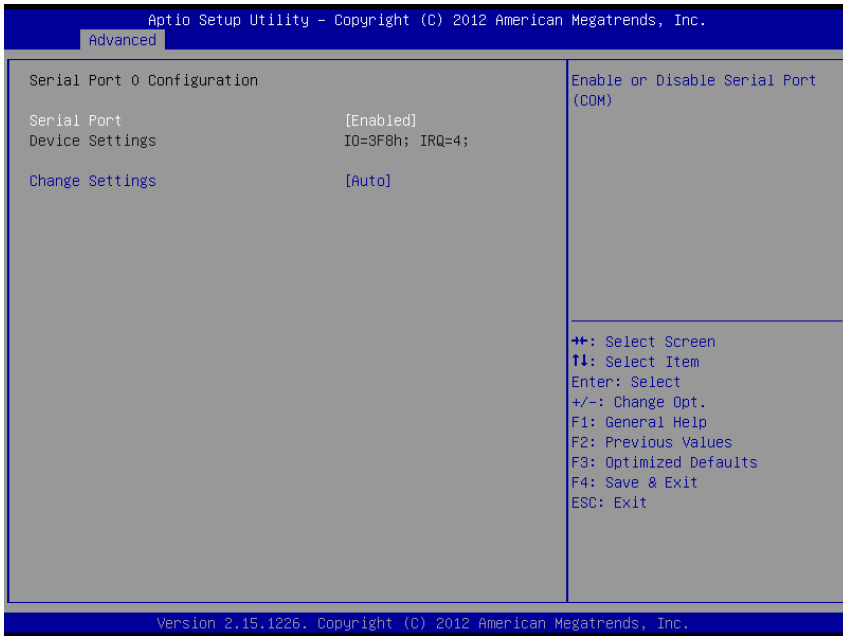 Aptio Setup Utility – Copyright (C) 2012 American Megatrends, Inc.
Advanced
Serial Port 0 Configuration
Serial Port [Enabled]
Device Settings IO=3F8h; IRQ=4;
Change Settings [Auto]
Enable or Disable Serial Port
(COM)
→←: Select Screen
↑↓: Select Item
Enter: Select
+/-: Change Opt.
F1: General Help
F2: Previous Values
F3: Optimized Defaults
F4: Save & Exit
ESC: Exit
Version 2.15.1226. Copyright (C) 2012 American Megatrends, Inc.